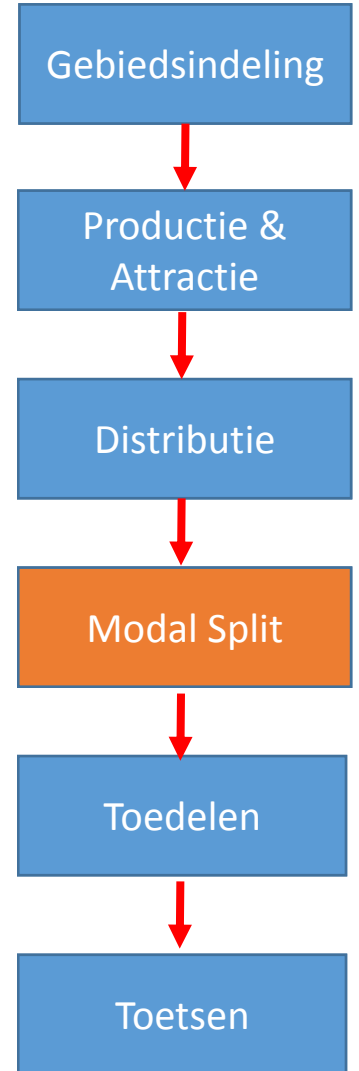 Gebiedsindeling
Productie &
Attractie
Distributie
Modal Split
Toedelen
Toetsen